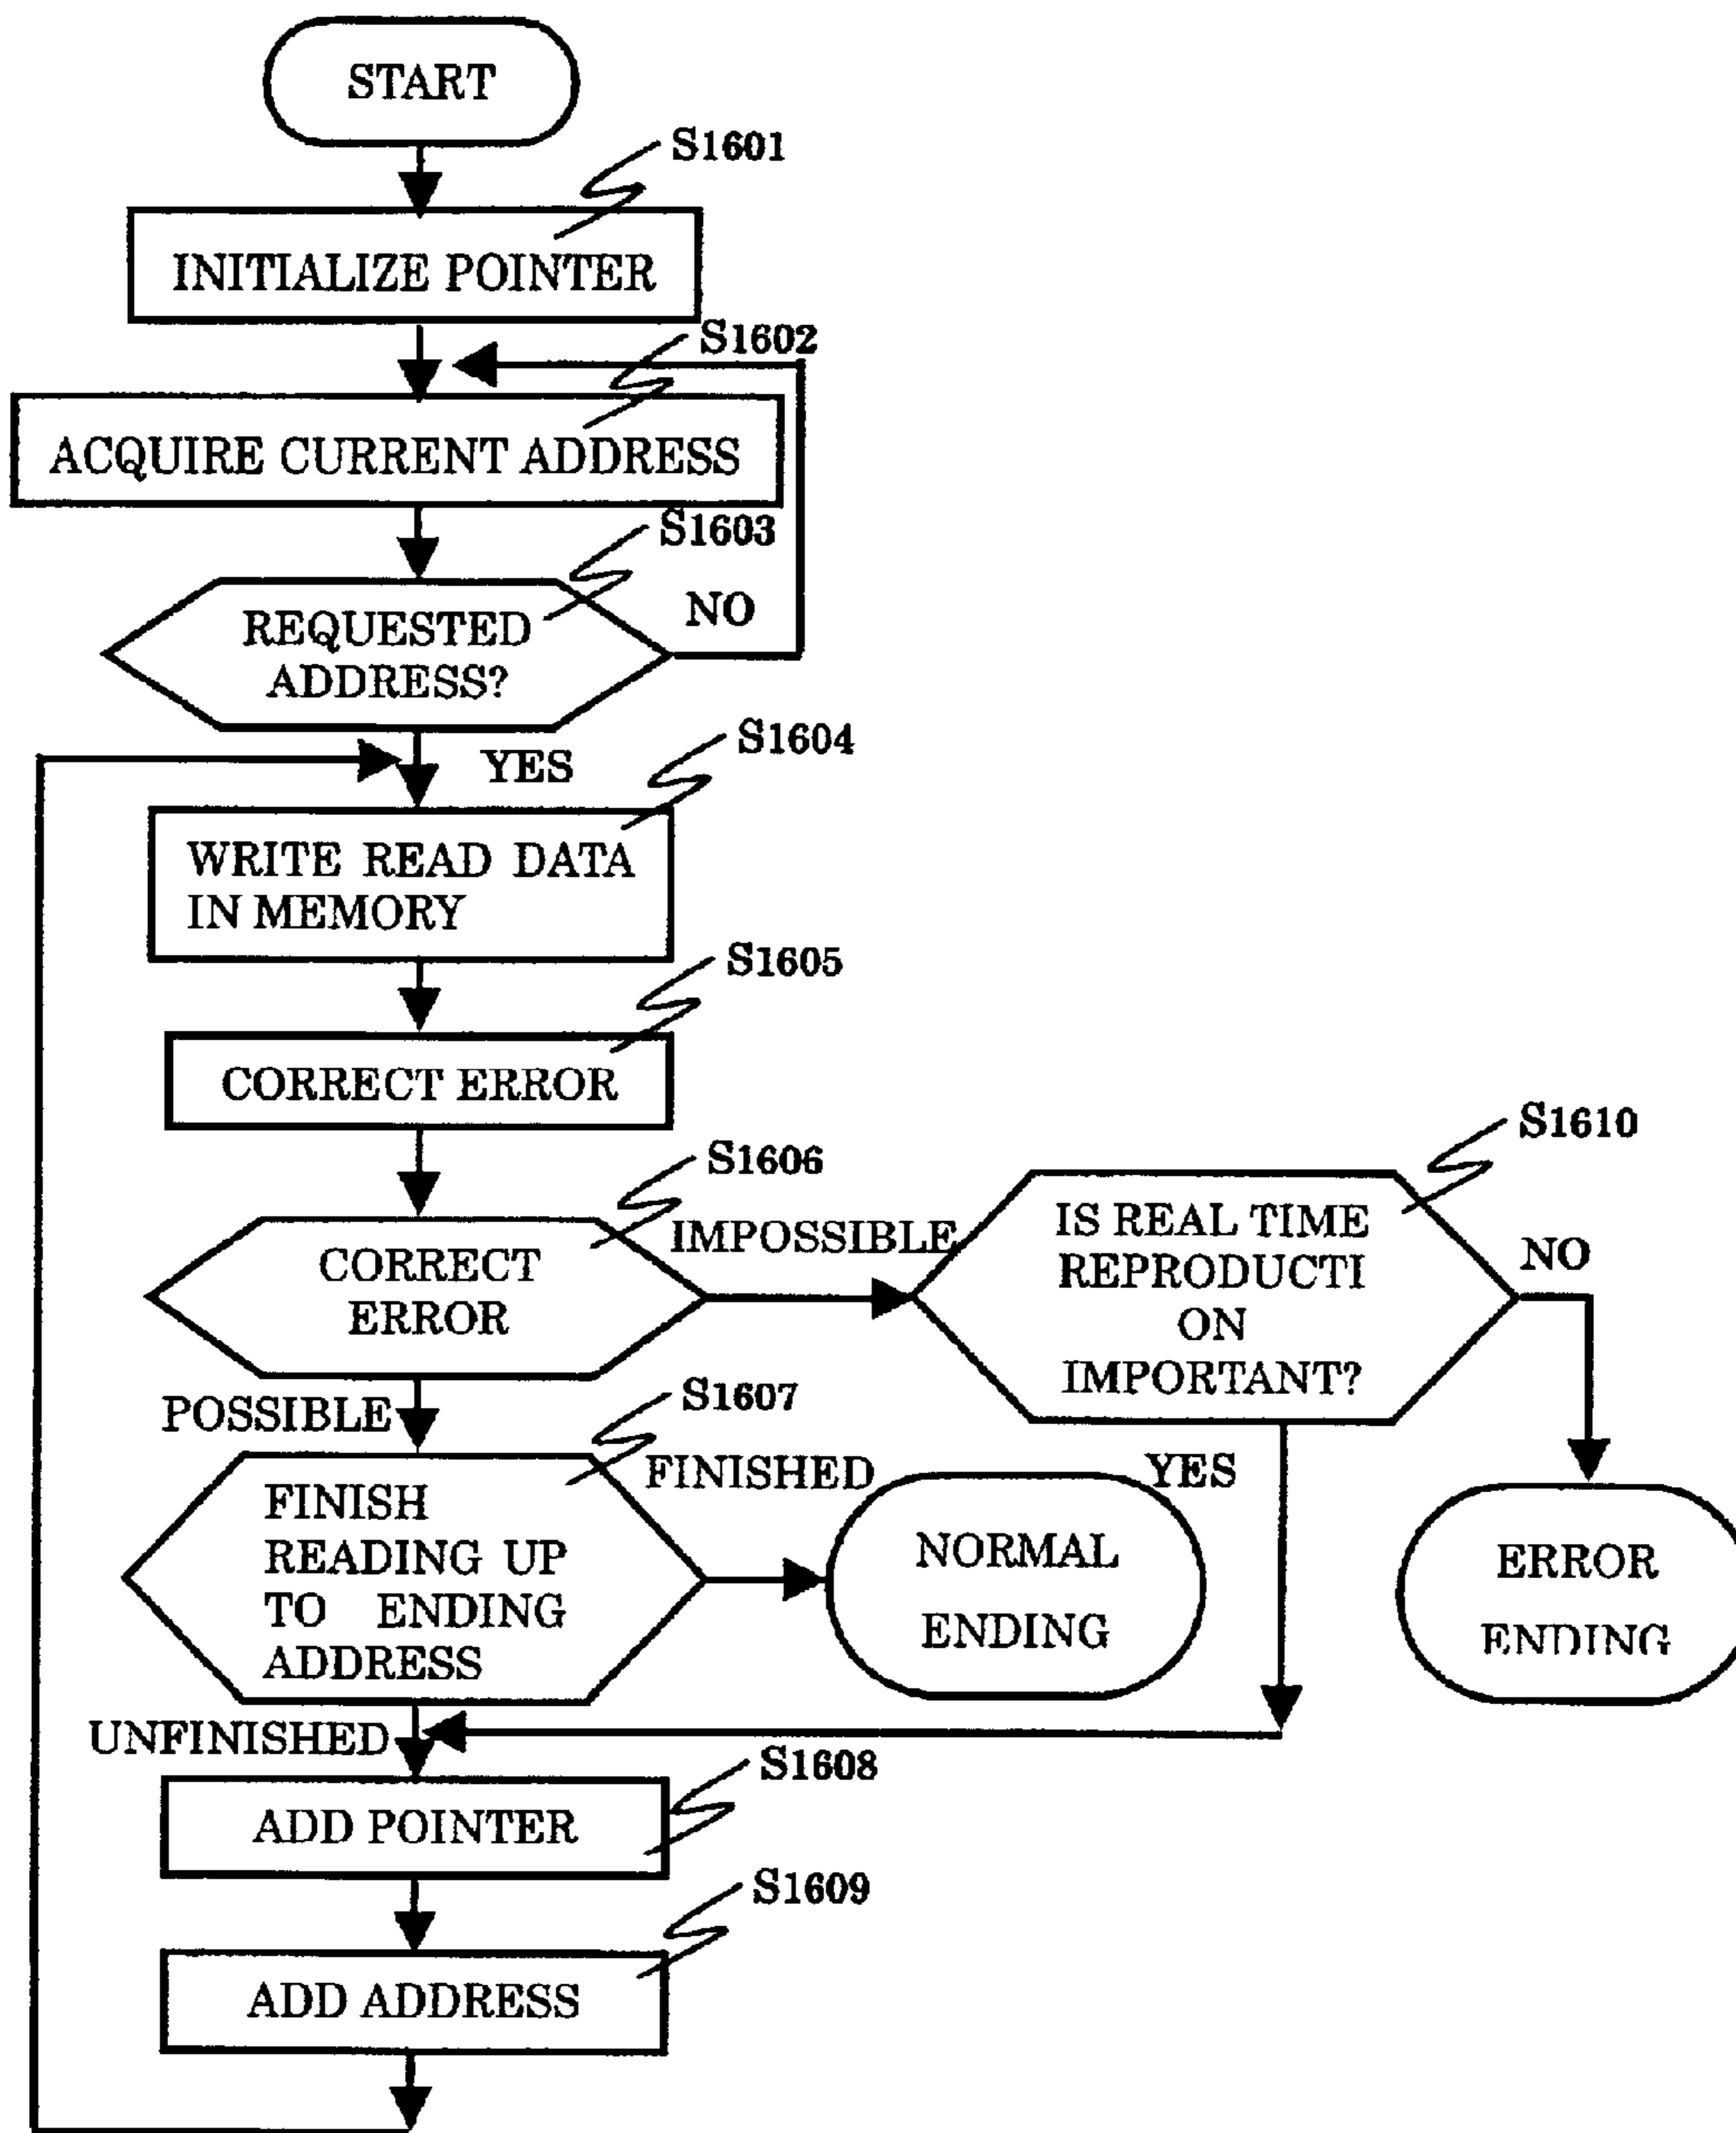 START
S1601
INITIALIZE POINTER
S1602
ACQUIRE CURRENT ADDRESS
S1603
REQUESTED
ADDRESS?
NO
YES
S1604
WRITE READ DATA
IN MEMORY
S1605
CORRECT ERROR
S1606
CORRECT
ERROR
IMPOSSIBLE
S1610
IS REAL TIME
REPRODUCTI
ON
IMPORTANT?
NO
POSSIBLE
S1607
FINISH
READING UP
TO ENDING
ADDRESS
FINISHED
NORMAL
ENDING
YES
ERROR
ENDING
UNFINISHED
S1608
ADD POINTER
S1609
ADD ADDRESS